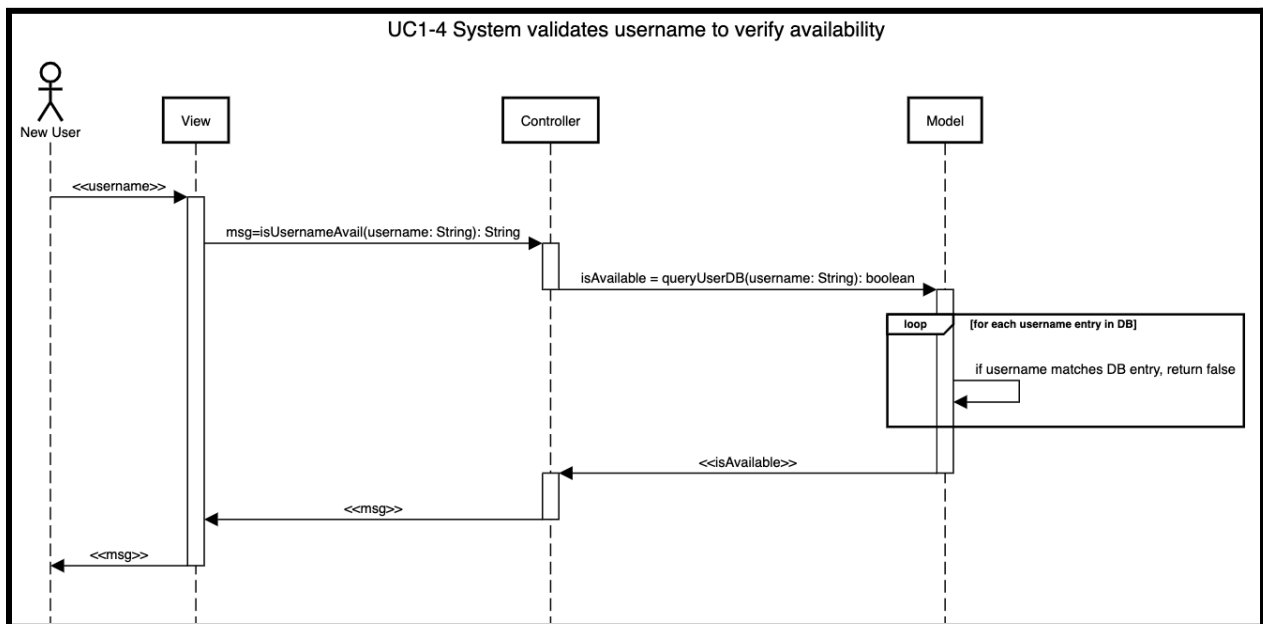 UC1-4 System validates username to verify availability
New User
View
Controller
Model
<<username>>
msg=isUsernameAvail(username: String): String
isAvailable = queryUserDB(username: String): boolean
loop
[for each username entry in DB]
if username matches DB entry, return false
<<isAvailable>>
<<msg>>
<<msg>>